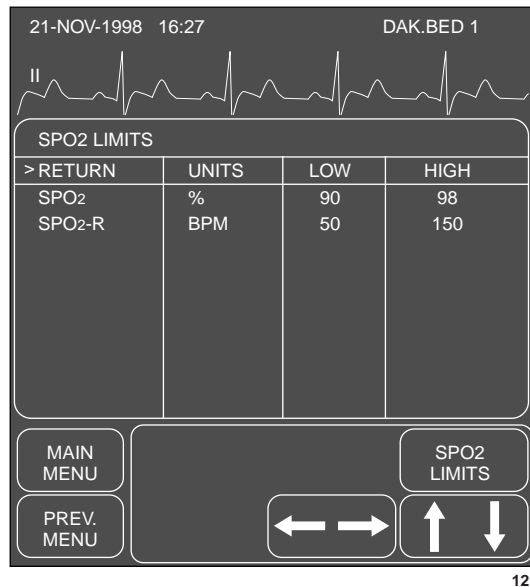 21-NOV-1998 16:27 DAK.BED 1
II
SPO2 LIMITS
>RETURN UNITS LOW HIGH
SPO2 % 90 98
SPO2-R BPM 50 150
MAIN
MENU
SPO2
LIMITS
PREV.
MENU
12